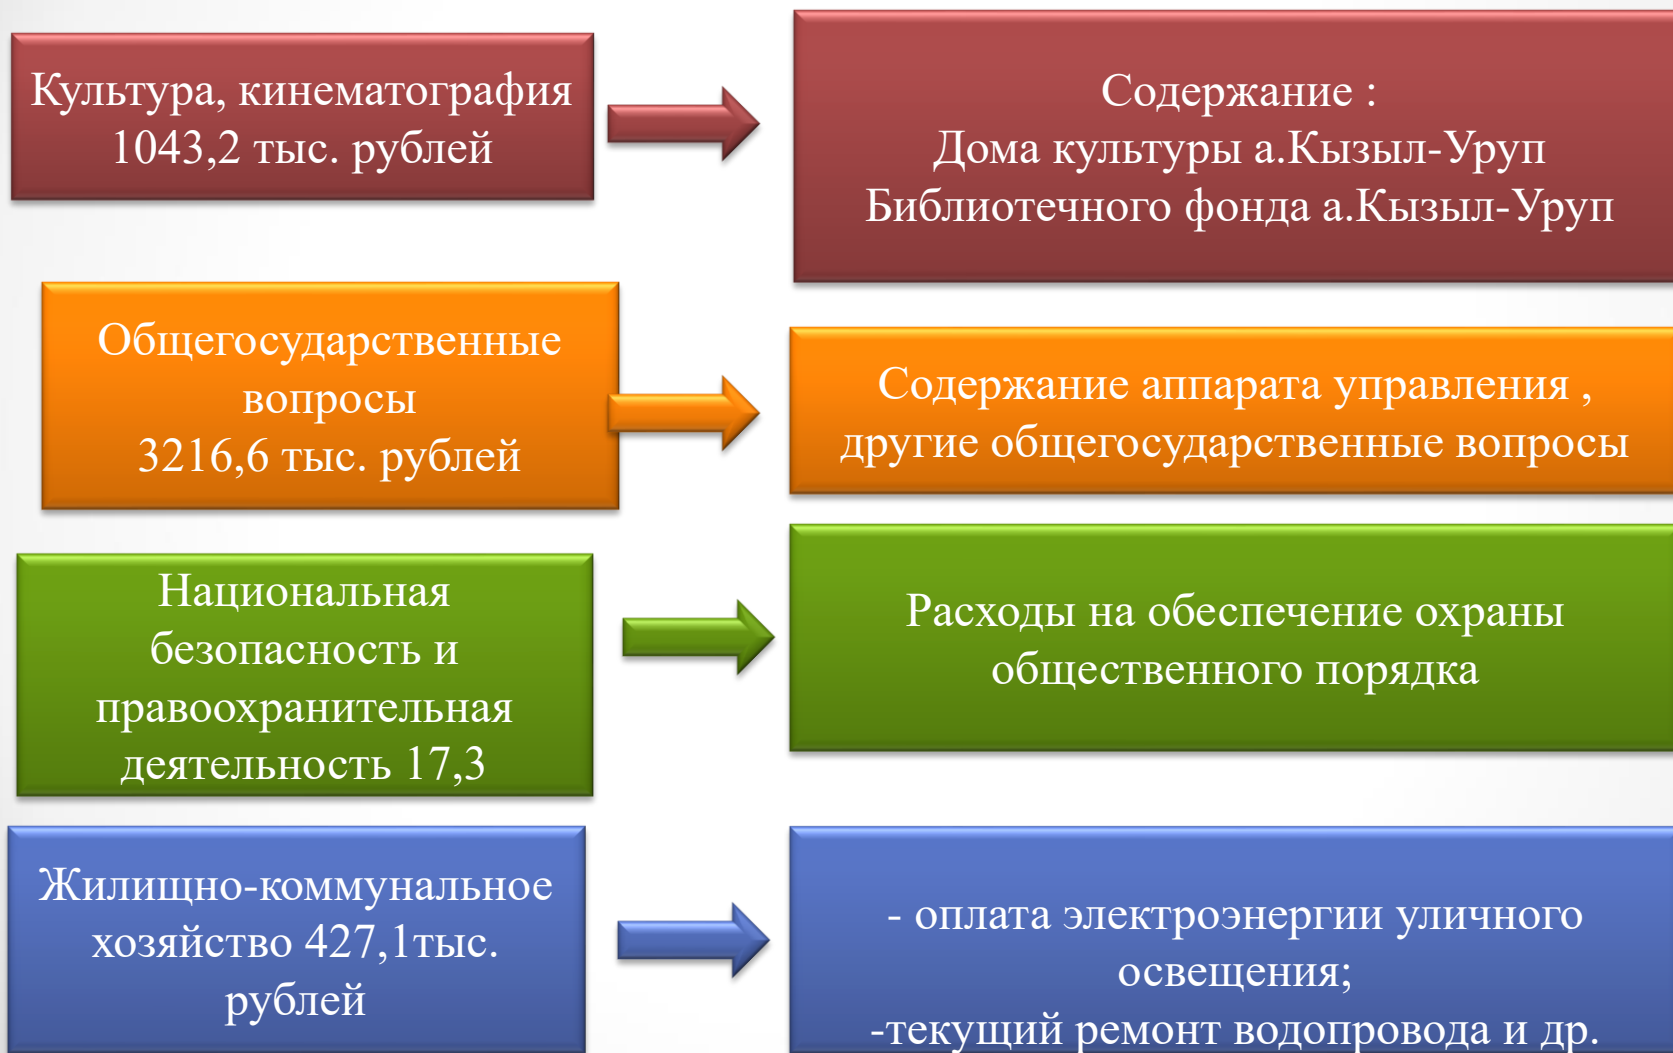 Культура, кинематография
1043,2 тыс. рублей
Содержание :
Дома культуры а.Кызыл-Уруп
Библиотечного фонда а.Кызыл-Уруп
Общегосударственные
вопросы
3216,6 тыс. рублей
Содержание аппарата управления ,
другие общегосударственные вопросы
Национальная
безопасность и
правоохранительная
деятельность 17,3
Расходы на обеспечение охраны
общественного порядка
Жилищно-коммунальное
хозяйство 427,1тыс.
рублей
- оплата электроэнергии уличного
освещения;
-текущий ремонт водопровода и др.